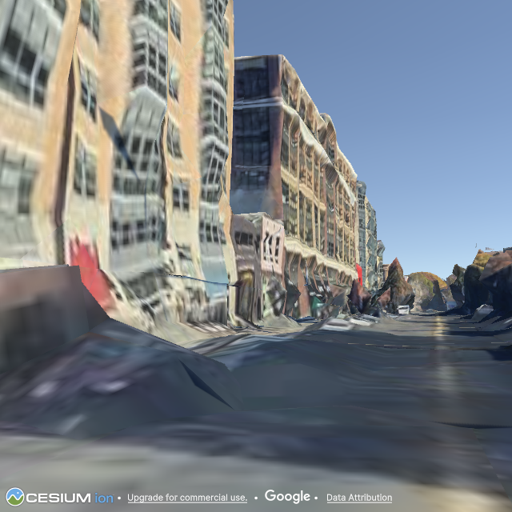 CESIUM ion • Upgrade for commercial use. • Google • Data Attribution